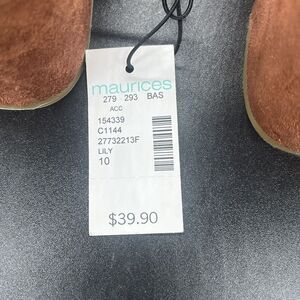 maurices
279 293 BAS
ACC
154339
C1144
27732213F
LILY
10
$39.90